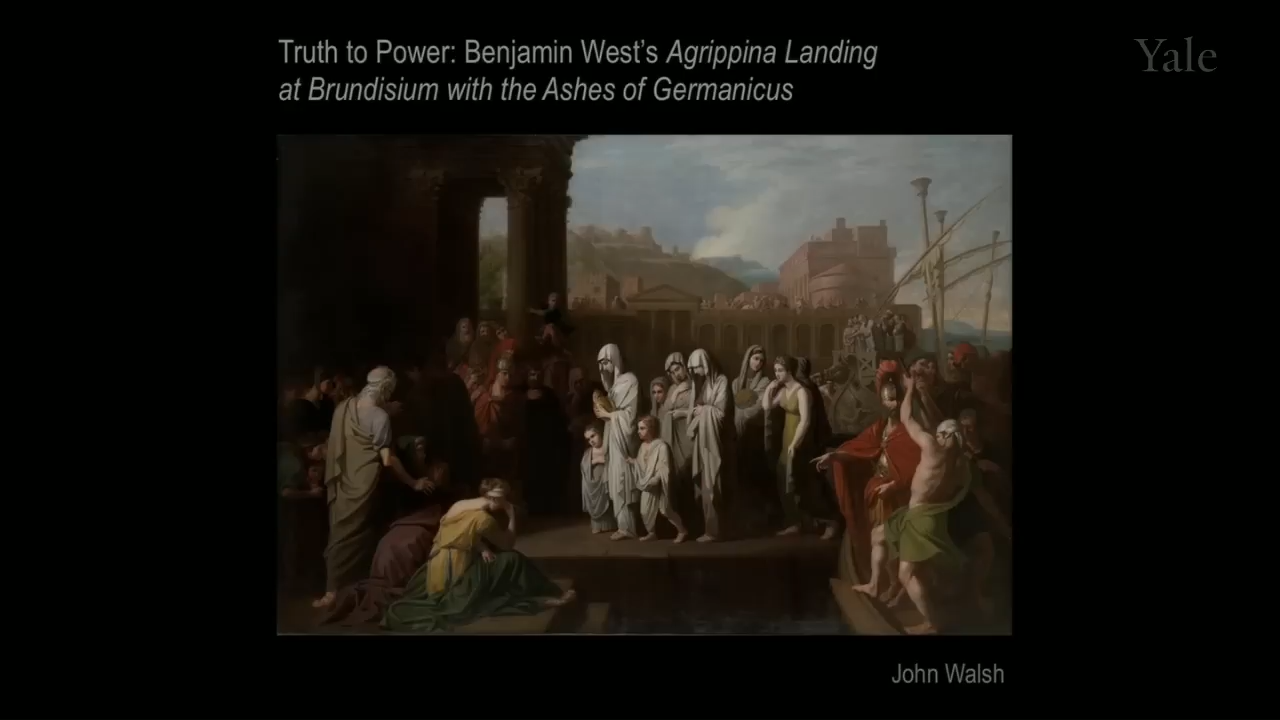 Truth to Power: Benjamin West’s Agrippina Landing
at Brundisium with the Ashes of Germanicus
Yale
John Walsh